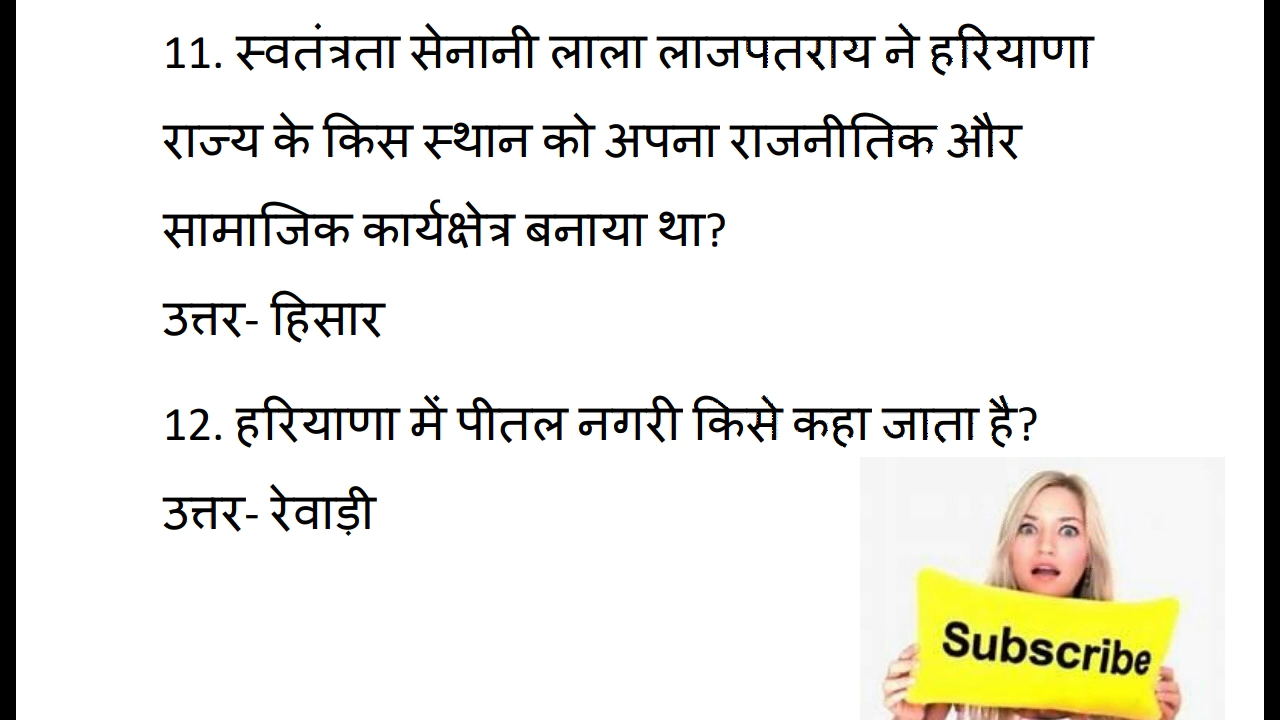 11. स्वतंत्रता सेनानी लाला लाजपतराय ने हरियाणा
राज्य के किस स्थान को अपना राजनीतिक और
सामाजिक कार्यक्षेत्र बनाया था?
उत्तर- हिसार
12. हरियाणा में पीतल नगरी किसे कहा जाता है?
उत्तर- रेवाड़ी
Subscribe